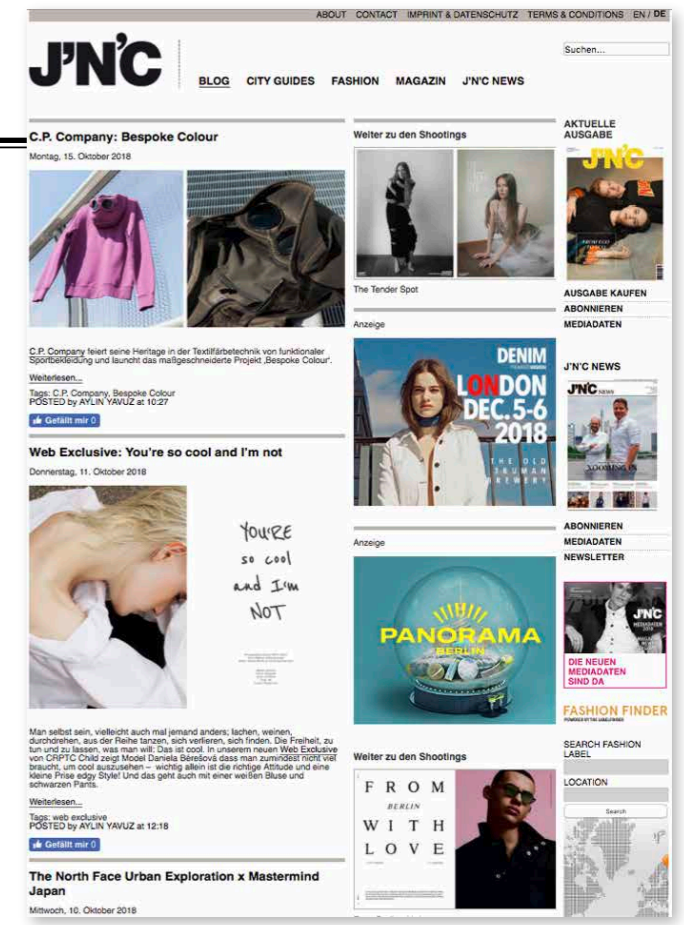 ABOUT CONTACT IMPRINT & DATENSCHUTZ TERMS & CONDITIONS EN / DE
J'N'C
Suchen...
BLOG CITY GUIDES FASHION MAGAZIN J'N'C NEWS
C.P. Company: Bespoke Colour
Montag, 15. Oktober 2018
C.P. Company feiert seine Heritage in der Textilfärbetechnik von funktionaler
Sportbekleidung und launcht das maßgeschneiderte Projekt ‚Bespoke Colour'.
Weiterlesen...
Tags: C.P. Company, Bespoke Colour
POSTED by AYLIN YAVUZ at 10:27
Gefällt mir 0
Web Exclusive: You're so cool and I'm not
Donnerstag, 11. Oktober 2018
YOU'RE
so cool
and I'm
NOT
Man selbst sein, vielleicht auch mal jemand anders; lachen, weinen,
durchdrehen, aus der Reihe tanzen, sich verlieren, sich finden. Die Freiheit, zu
tun und zu lassen, was man will: Das ist cool. In unserem neuen Web Exclusive
von CRPTC Child zeigt Model Daniela Bérešová dass man zumindest nicht viel
braucht, um cool auszusehen – wichtig allein ist die richtige Attitude und eine
kleine Prise edgy Style! Und das geht auch mit einer weißen Bluse und
schwarzen Pants.
Weiterlesen...
Tags: web exclusive
POSTED by AYLIN YAVUZ at 12:18
Gefällt mir 0
The North Face Urban Exploration x Mastermind
Japan
Mittwoch, 10. Oktober 2018
Weiter zu den Shootings
The Tender Spot
Anzeige
DENIM
LONDON
DEC. 5-6
2018
THE OLD
TRUMAN
BREWERY
Anzeige
PANORAMA
BERLIN
Weiter zu den Shootings
FROM
BERLIN
WITH
LOVE
AKTUELLE
AUSGABE
J'N'C
AUSGABE KAUFEN
ABONNIEREN
MEDIADATEN
J'N'C NEWS
J'N'C NEWS
XOOMING IN
ABONNIEREN
MEDIADATEN
NEWSLETTER
J'N'C
MEDIADATEN
DIE NEUEN
MEDIADATEN
SIND DA
FASHION FINDER
POWERED BY THE LABELFINDER
SEARCH FASHION
LABEL
LOCATION
Search